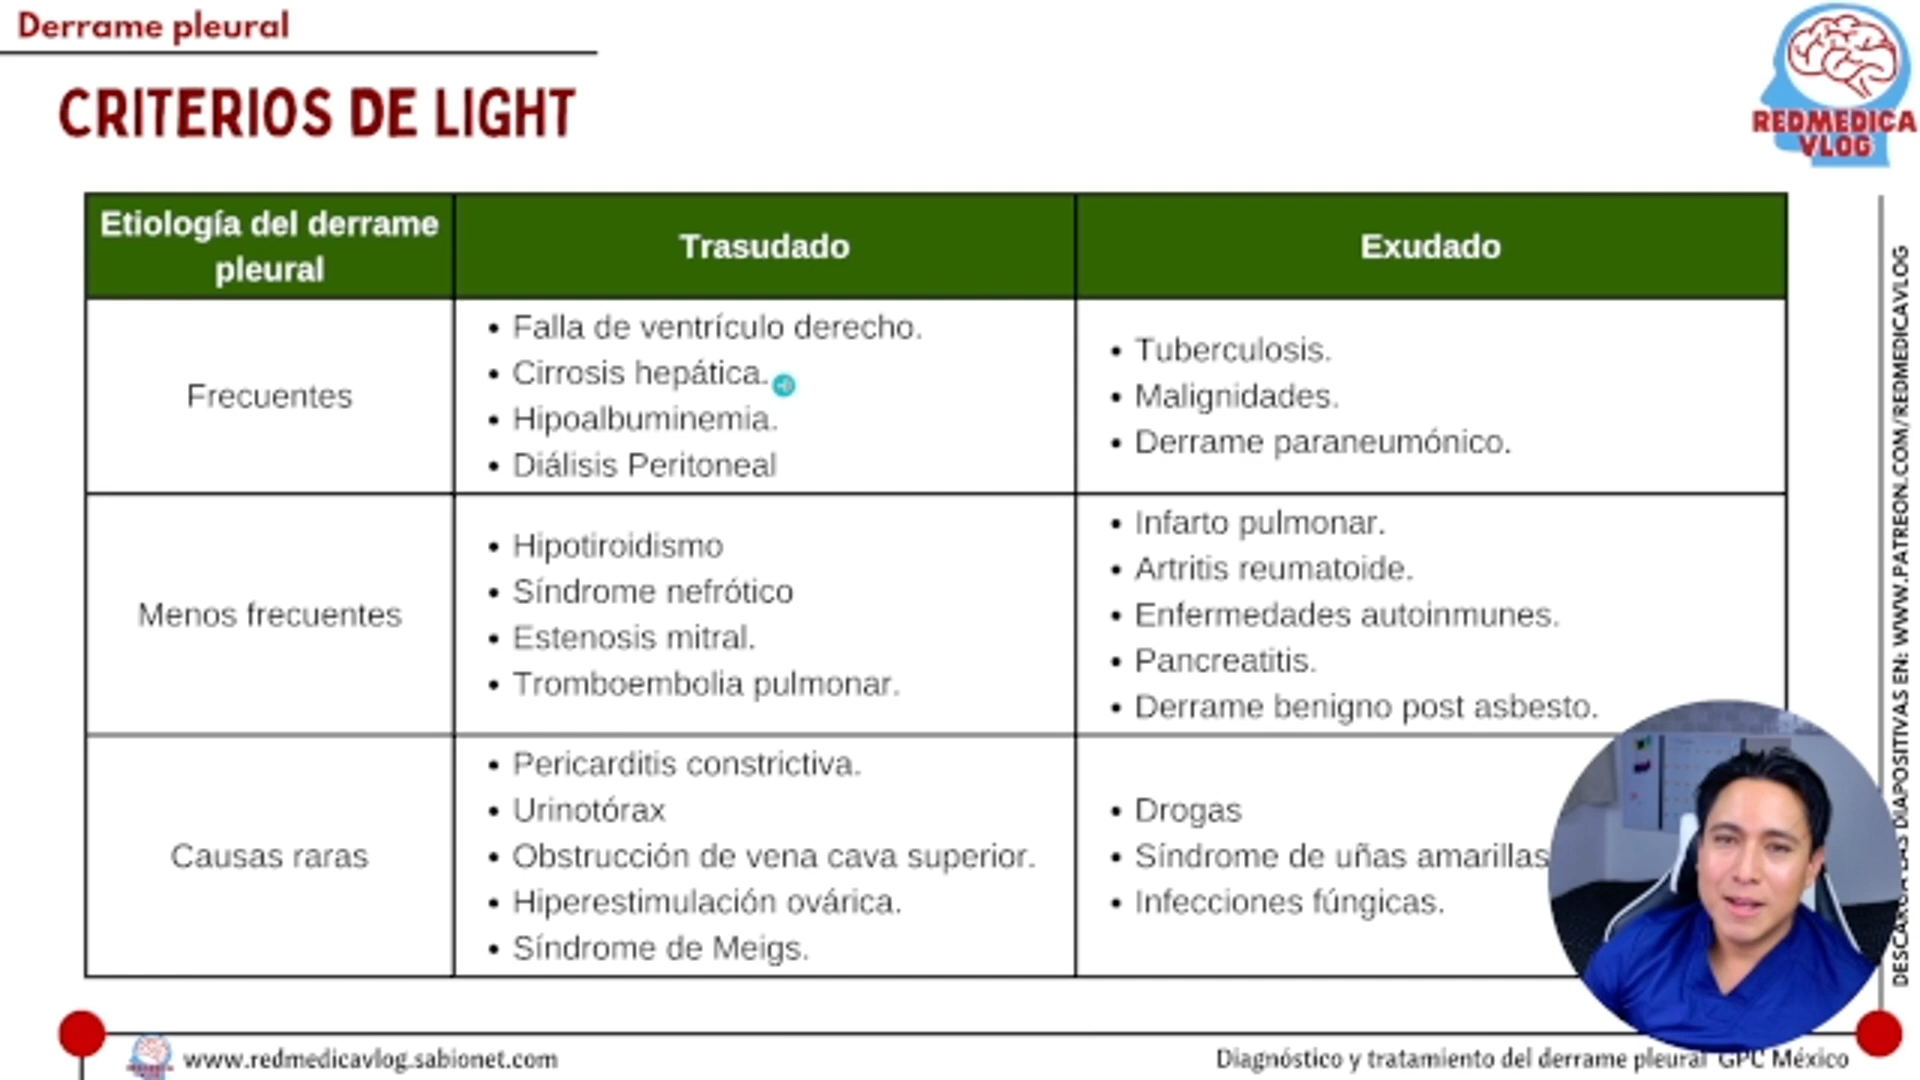 Derrame pleural
CRITERIOS DE LIGHT
REDMEDICA
VLOG
Etiología del derrame
pleural
Trasudado
Exudado
Frecuentes
• Falla de ventrículo derecho.
• Cirrosis hepática.
• Hipoalbuminemia.
• Diálisis Peritoneal
• Tuberculosis.
• Malignidades.
• Derrame paraneumónico.
Menos frecuentes
• Hipotiroidismo
• Síndrome nefrótico
• Estenosis mitral.
• Tromboembolia pulmonar.
• Infarto pulmonar.
• Artritis reumatoide.
• Enfermedades autoinmunes.
• Pancreatitis.
• Derrame benigno post asbesto.
Causas raras
• Pericarditis constrictiva.
• Urinotórax
• Obstrucción de vena cava superior.
• Hiperestimulación ovárica.
• Síndrome de Meigs.
• Drogas
• Síndrome de uñas amarillas
• Infecciones fúngicas.
DIAPOSITIVAS EN: WWW.PATREON.COM/REDMEDICAVLOG
www.redmedicavlog.sabionet.com
Diagnóstico y tratamiento del derrame pleural GPC México